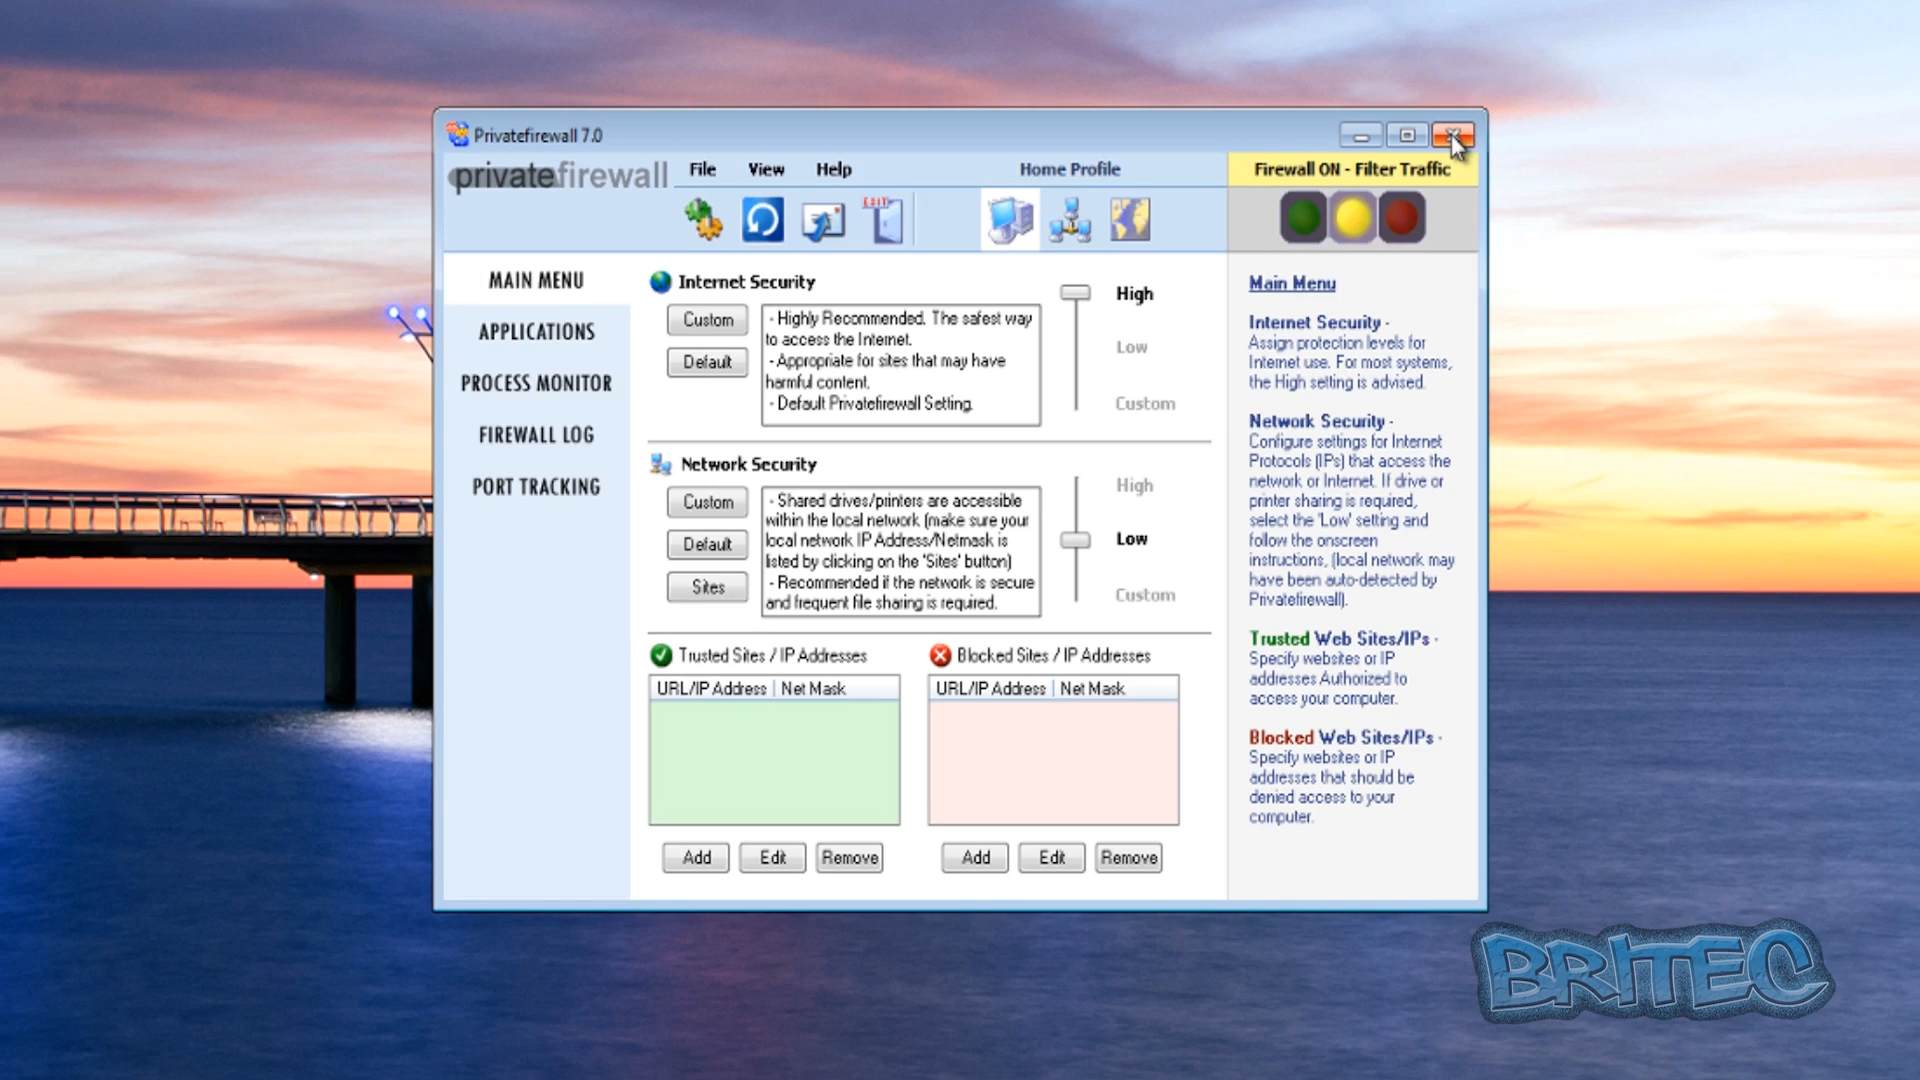 Privatefirewall 7.0
privatefirewall
File View Help
Home Profile
Firewall ON - Filter Traffic
EXIT
MAIN MENU
APPLICATIONS
PROCESS MONITOR
FIREWALL LOG
PORT TRACKING
Internet Security
Custom
Default
- Highly Recommended. The safest way
to access the Internet.
- Appropriate for sites that may have
harmful content.
- Default Privatefirewall Setting.
High
Low
Custom
Network Security
Custom
Default
Sites
- Shared drives/printers are accessible
within the local network (make sure your
local network IP Address/Netmask is
listed by clicking on the 'Sites' button)
- Recommended if the network is secure
and frequent file sharing is required.
High
Low
Custom
Trusted Sites / IP Addresses
URL/IP Address Net Mask
Add Edit Remove
Blocked Sites / IP Addresses
URL/IP Address Net Mask
Add Edit Remove
Main Menu
Internet Security -
Assign protection levels for
Internet use. For most systems,
the High setting is advised.
Network Security -
Configure settings for Internet
Protocols (IPs) that access the
network or Internet. If drive or
printer sharing is required,
select the 'Low' setting and
follow the onscreen
instructions, (local network may
have been auto-detected by
Privatefirewall).
Trusted Web Sites/IPs -
Specify websites or IP
addresses Authorized to
access your computer.
Blocked Web Sites/IPs -
Specify websites or IP
addresses that should be
denied access to your
computer.
BRITEC